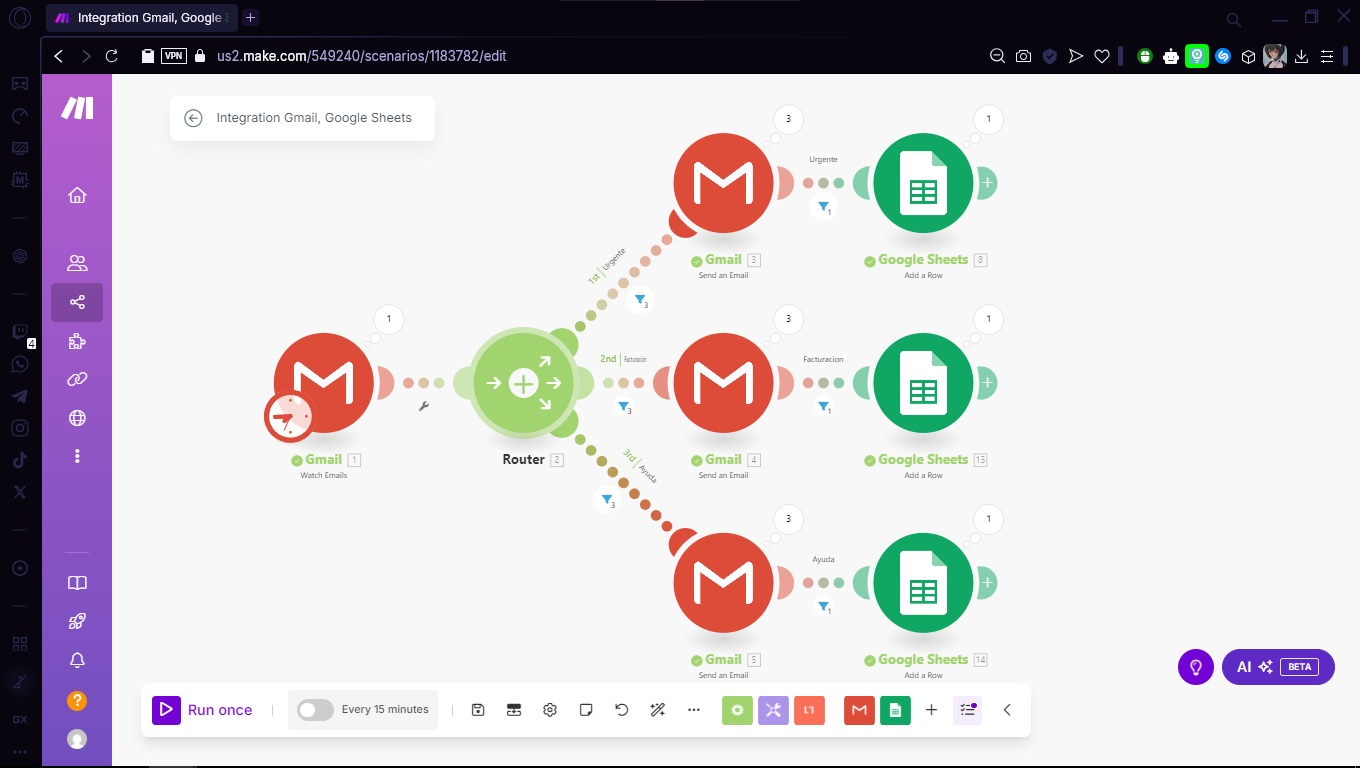 Integration Gmail, Google S
VPN
us2.make.com/549240/scenarios/1183782/edit
Integration Gmail, Google Sheets
3
1
Urgente
1
Gmail 3
Send an Email
Google Sheets 8
Add a Row
1st Urgente
3
1
3
1
2nd Facturacion
3
Facturacion
1
Gmail 1
Watch Emails
Router 2
Gmail 4
Send an Email
Google Sheets 13
Add a Row
3rd Ayuda
3
3
1
Ayuda
1
Gmail 5
Send an Email
Google Sheets 14
Add a Row
4
GX
?
AI BETA
Run once
Every 15 minutes